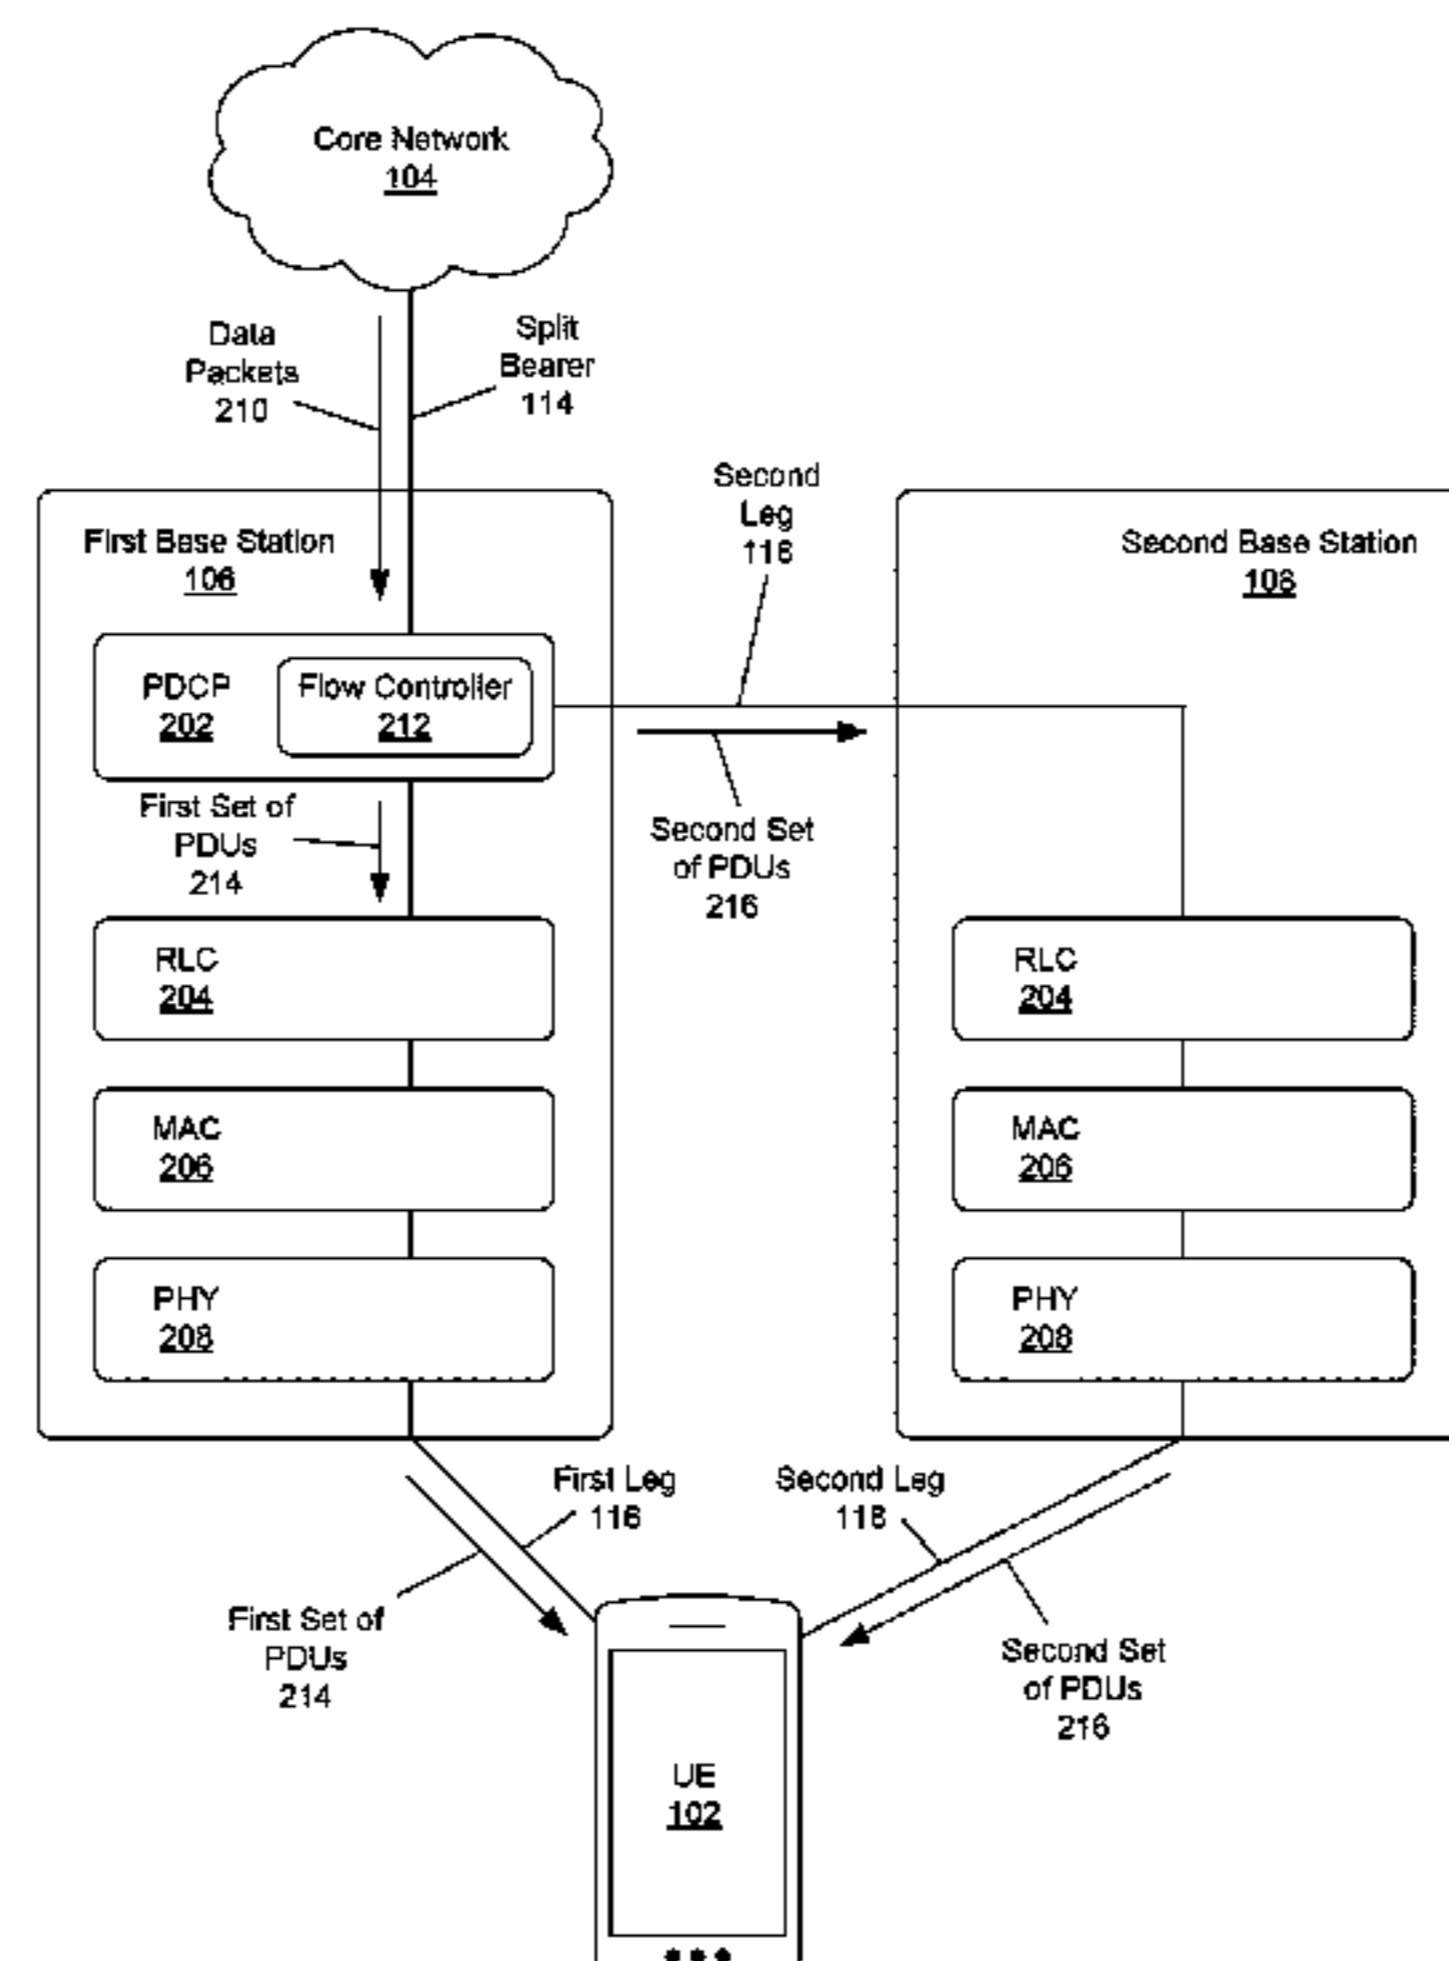 Core Network
104
Data
Packets
210
Split
Bearer
114
Second
Leg
118
First Base Station
106
Second Base Station
108
PDCP
202
Flow Controller
212
First Set of
PDUs
214
Second Set
of PDUs
216
RLC
204
RLC
204
MAC
206
MAC
206
PHY
208
PHY
208
First Leg
116
Second Leg
118
First Set of
PDUs
214
Second Set
of PDUs
216
UE
102